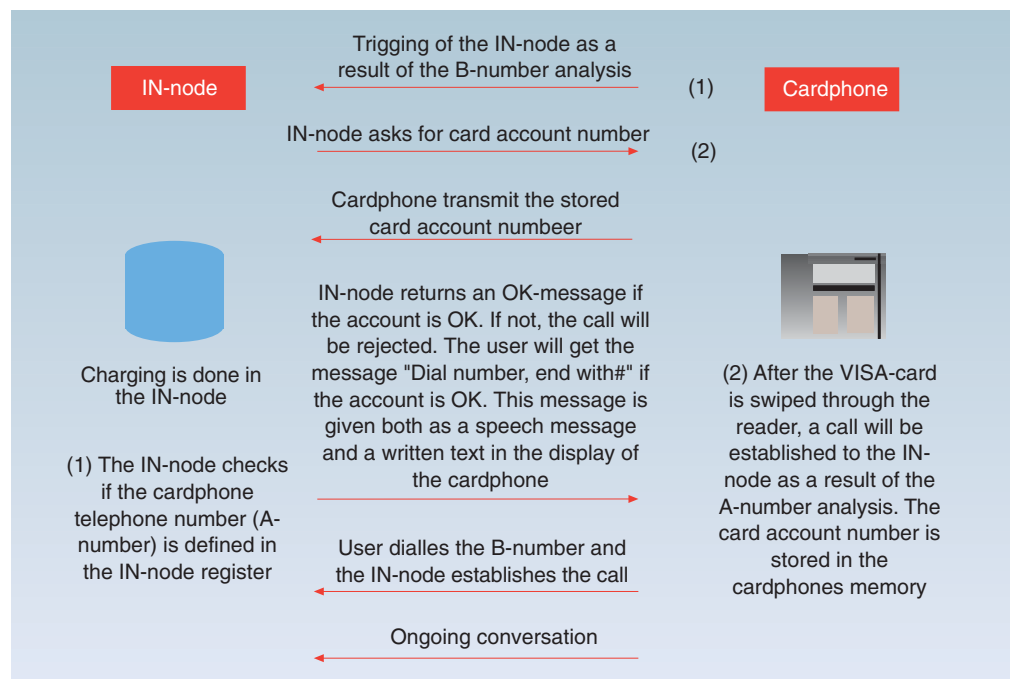 Trigging of the IN-node as a
result of the B-number analysis
IN-node
(1)
Cardphone
IN-node asks for card account number
(2)
Cardphone transmit the stored
card account numbeer
IN-node returns an OK-message if
the account is OK. If not, the call will
be rejected. The user will get the
message "Dial number, end with#" if
the account is OK. This message is
given both as a speech message
and a written text in the display of
the cardphone
Charging is done in
the IN-node
(1) The IN-node checks
if the cardphone
telephone number (A-
number) is defined in
the IN-node register
(2) After the VISA-card
is swiped through the
reader, a call will be
established to the IN-
node as a result of the
A-number analysis. The
card account number is
stored in the
cardphones memory
User dialles the B-number and
the IN-node establishes the call
Ongoing conversation